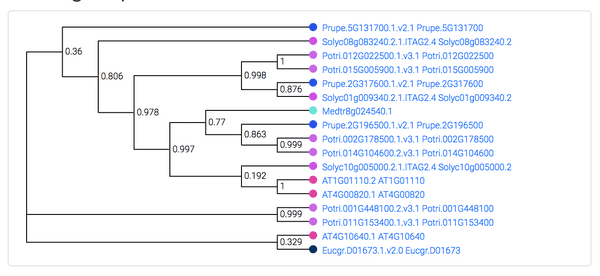 Prupe.5G131700.1.v2.1 Prupe.5G131700
0.36
Solyc08g083240.2.1.ITAG2.4 Solyc08g083240.2
0.806
Potri.012G022500.1.v3.1 Potri.012G022500
1
Potri.015G005900.1.v3.1 Potri.015G005900
0.998
Prupe.2G317600.1.v2.1 Prupe.2G317600
0.876
Solyc01g009340.2.1.ITAG2.4 Solyc01g009340.2
0.978
Medtr8g024540.1
0.77
Prupe.2G196500.1.v2.1 Prupe.2G196500
0.863
Potri.002G178500.1.v3.1 Potri.002G178500
0.999
0.997
Potri.014G104600.2.v3.1 Potri.014G104600
Solyc10g005000.2.1.ITAG2.4 Solyc10g005000.2
0.192
AT1G01110.2 AT1G01110
1
AT4G00820.1 AT4G00820
Potri.001G448100.2.v3.1 Potri.001G448100
0.999
Potri.011G153400.1.v3.1 Potri.011G153400
AT4G10640.1 AT4G10640
0.329
Eucgr.D01673.1.v2.0 Eucgr.D01673